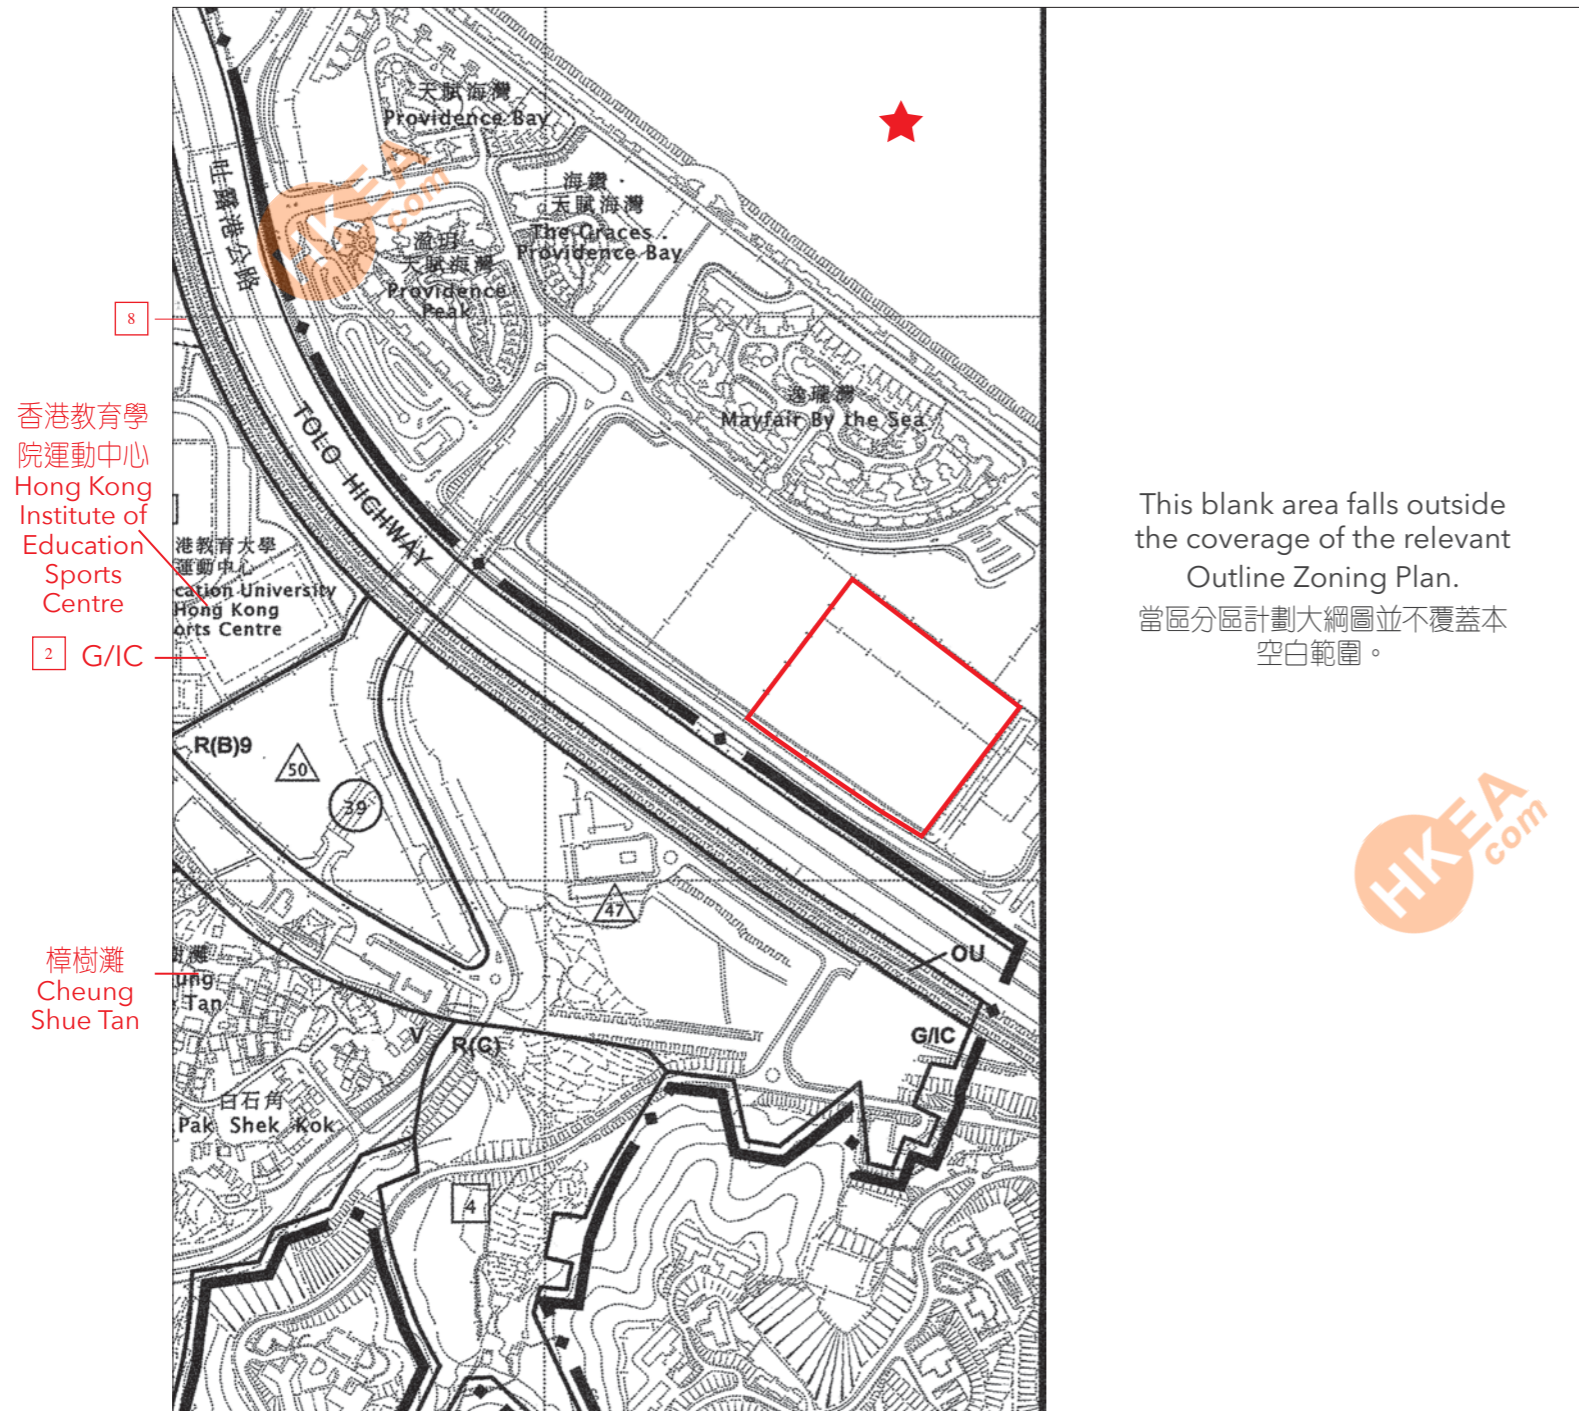 天賦海灣
Providence Bay
海鑽．
天賦海灣
The Graces .
Providence Bay
吐露港公路
HKEA
com
溋玥．
天賦海灣
Providence
Peak
8
逸瓏灣
Mayfair By the Sea
TOLO HIGHWAY
香港教育學
院運動中心
Hong Kong
Institute of
Education
Sports
Centre
港教育大學
運動中心
cation University
Hong Kong
orts Centre
2 G/IC
This blank area falls outside
the coverage of the relevant
Outline Zoning Plan.
當區分區計劃大綱圖並不覆蓋本
空白範圍。
R(B)9
50
39
HKEA
com
47
OU
樟樹灘
Cheung
Shue Tan
樹灘
ung
Tan
G/IC
V
R(C)
白石角
Pak Shek Kok
4